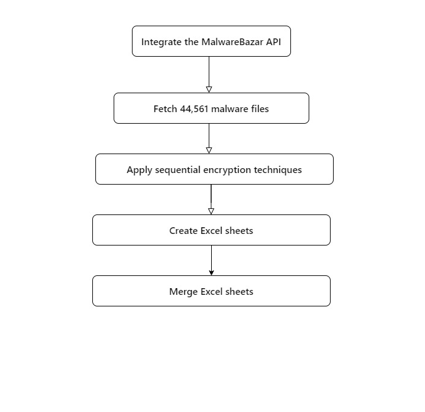 Integrate the MalwareBazar API
Fetch 44,561 malware files
Apply sequential encryption techniques
Create Excel sheets
Merge Excel sheets